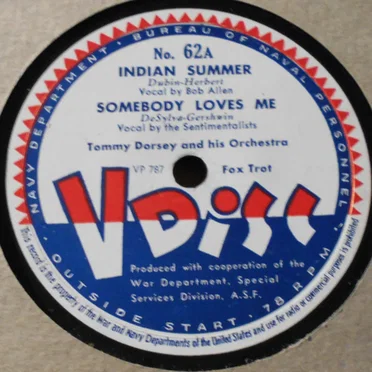 NAVY DEPARTMENT · BUREAU OF NAVAL PERSONNEL ·
No. 62A
INDIAN SUMMER
Dubin-Herbert
Vocal by Bob Allen
SOMEBODY LOVES ME
DeSylva-Gershwin
Vocal by the Sentimentalists
Tommy Dorsey and his Orchestra
VP 787 Fox Trot
V Disc
Produced with cooperation of the
War Department, Special
Services Division, A.S.F.
OUTSIDE START · 78 RPM
This record is the property of the War and Navy Departments of the United States and use for radio or commercial purposes is prohibited